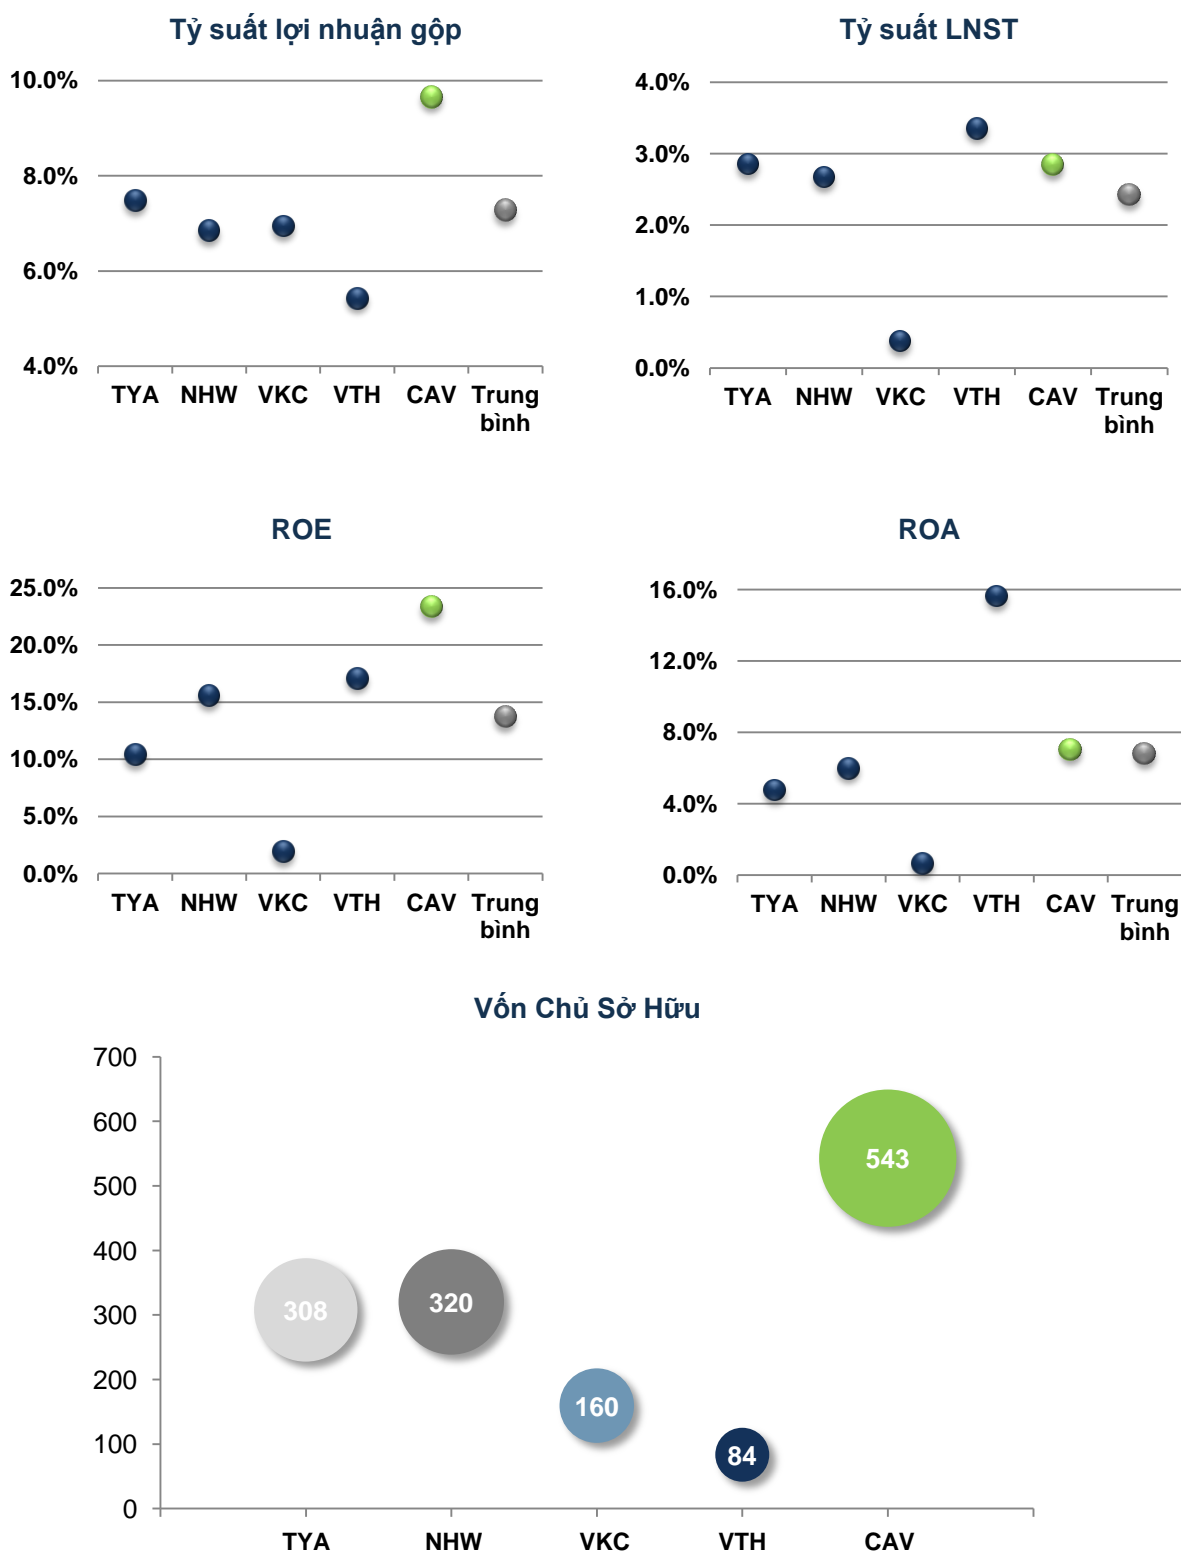 Tỷ suất lợi nhuận gộp
10.0%
8.0%
6.0%
4.0%
TYA NHW VKC VTH CAV Trung
bình
Tỷ suất LNST
4.0%
3.0%
2.0%
1.0%
0.0%
TYA NHW VKC VTH CAV Trung
bình
ROE
25.0%
20.0%
15.0%
10.0%
5.0%
0.0%
TYA NHW VKC VTH CAV Trung
bình
ROA
16.0%
12.0%
8.0%
4.0%
0.0%
TYA NHW VKC VTH CAV Trung
bình
Vốn Chủ Sở Hữu
700
600
500
400
300
200
100
0
308
320
160
84
543
TYA NHW VKC VTH CAV